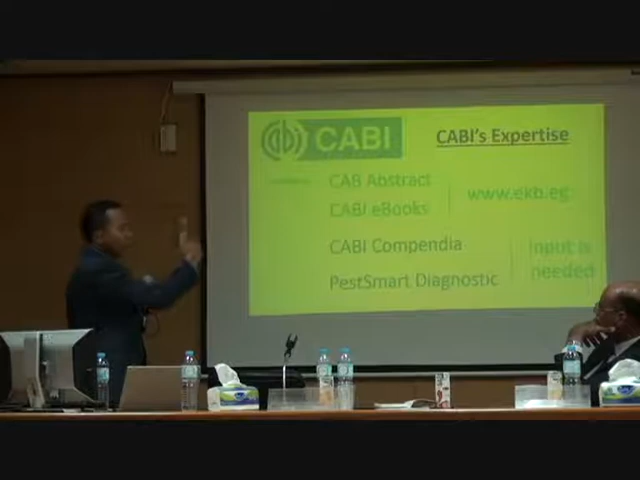 CABI
CABI's Expertise
CAB Abstract
CABI eBooks
www.ekb.eg
CABI Compendia
PestSmart Diagnostic
Input is
needed